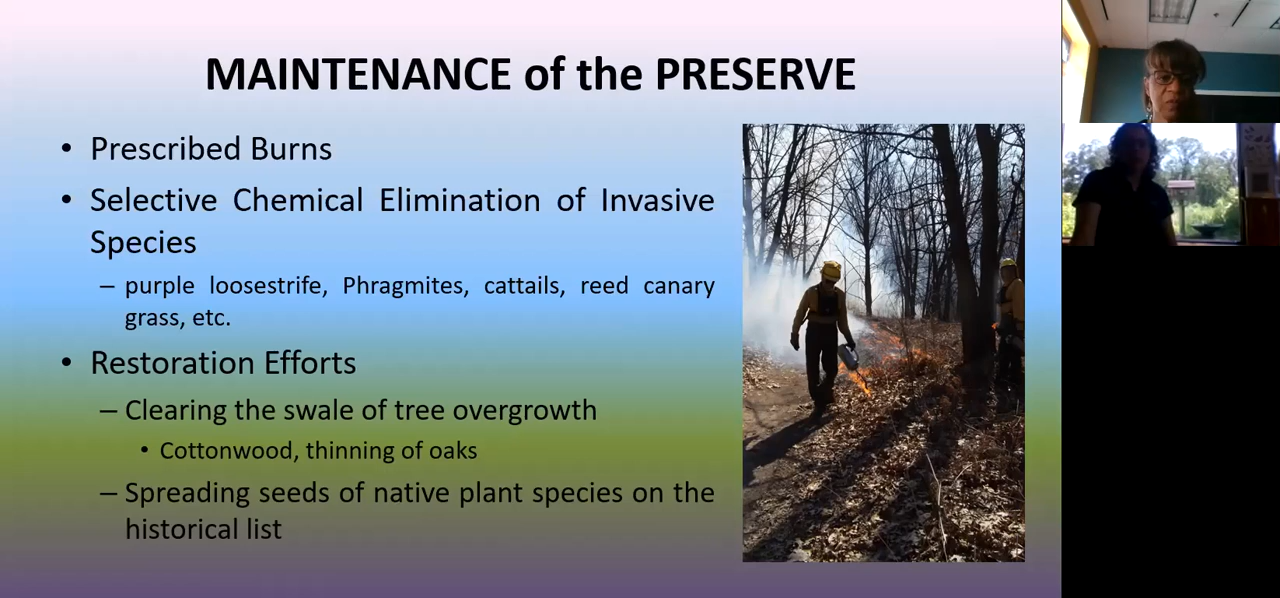 MAINTENANCE of the PRESERVE
• Prescribed Burns
• Selective Chemical Elimination of Invasive
Species
– purple loosestrife, Phragmites, cattails, reed canary
grass, etc.
• Restoration Efforts
– Clearing the swale of tree overgrowth
• Cottonwood, thinning of oaks
– Spreading seeds of native plant species on the
historical list